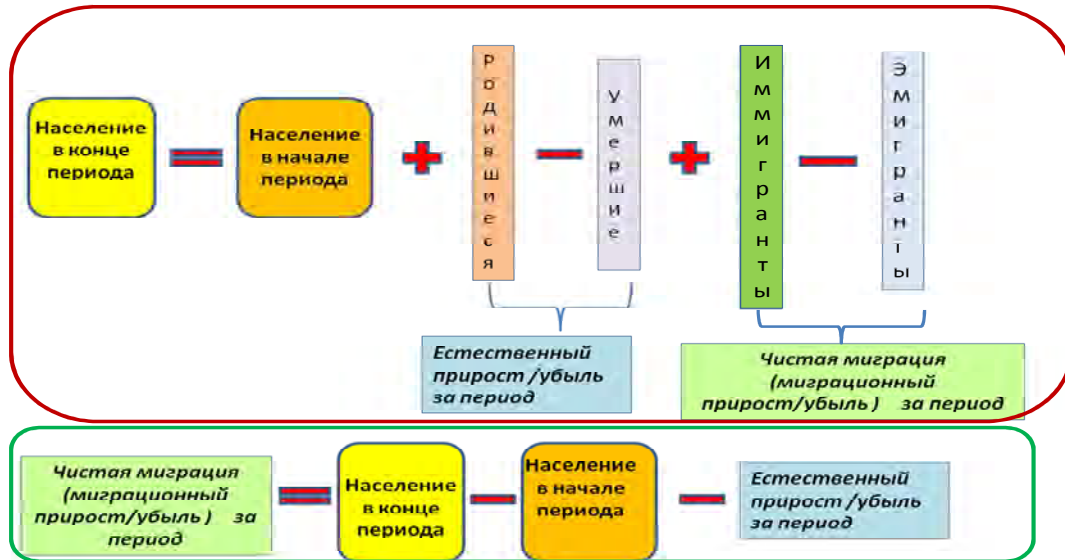 Население
в конце
периода
Население
в начале
периода
Родившиеся
Умершие
Иммигранты
Эмигранты
Естественный
прирост /убыль
за период
Чистая миграция
(миграционный
прирост/убыль ) за период
Чистая миграция
(миграционный
прирост/убыль ) за
период
Население
в конце
периода
Население
в начале
периода
Естественный
прирост /убыль
за период